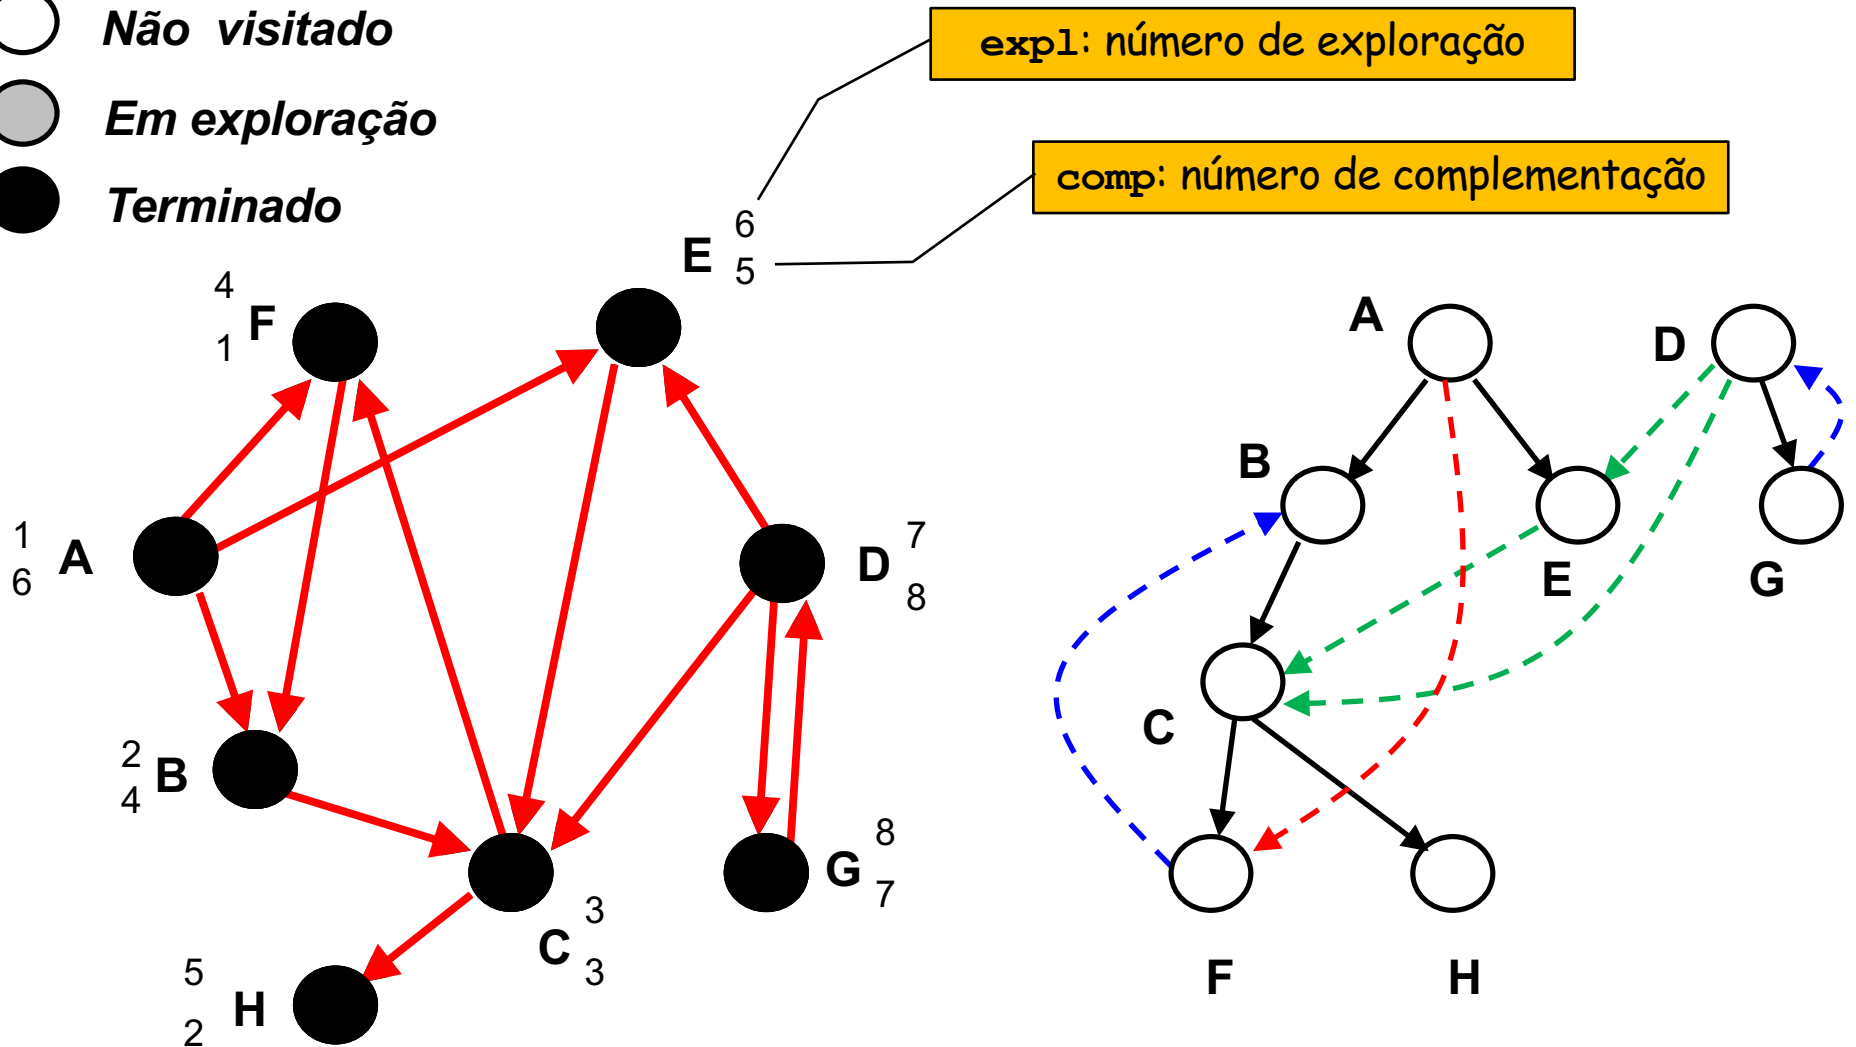 Não visitado
Em exploração
Terminado
expl: número de exploração
comp: número de complementação
E 6
5
4
F
1
1
A
6
D 7
8
2
B
4
G 8
7
C 3
3
5
H
2
A
D
B
E
G
C
F
H